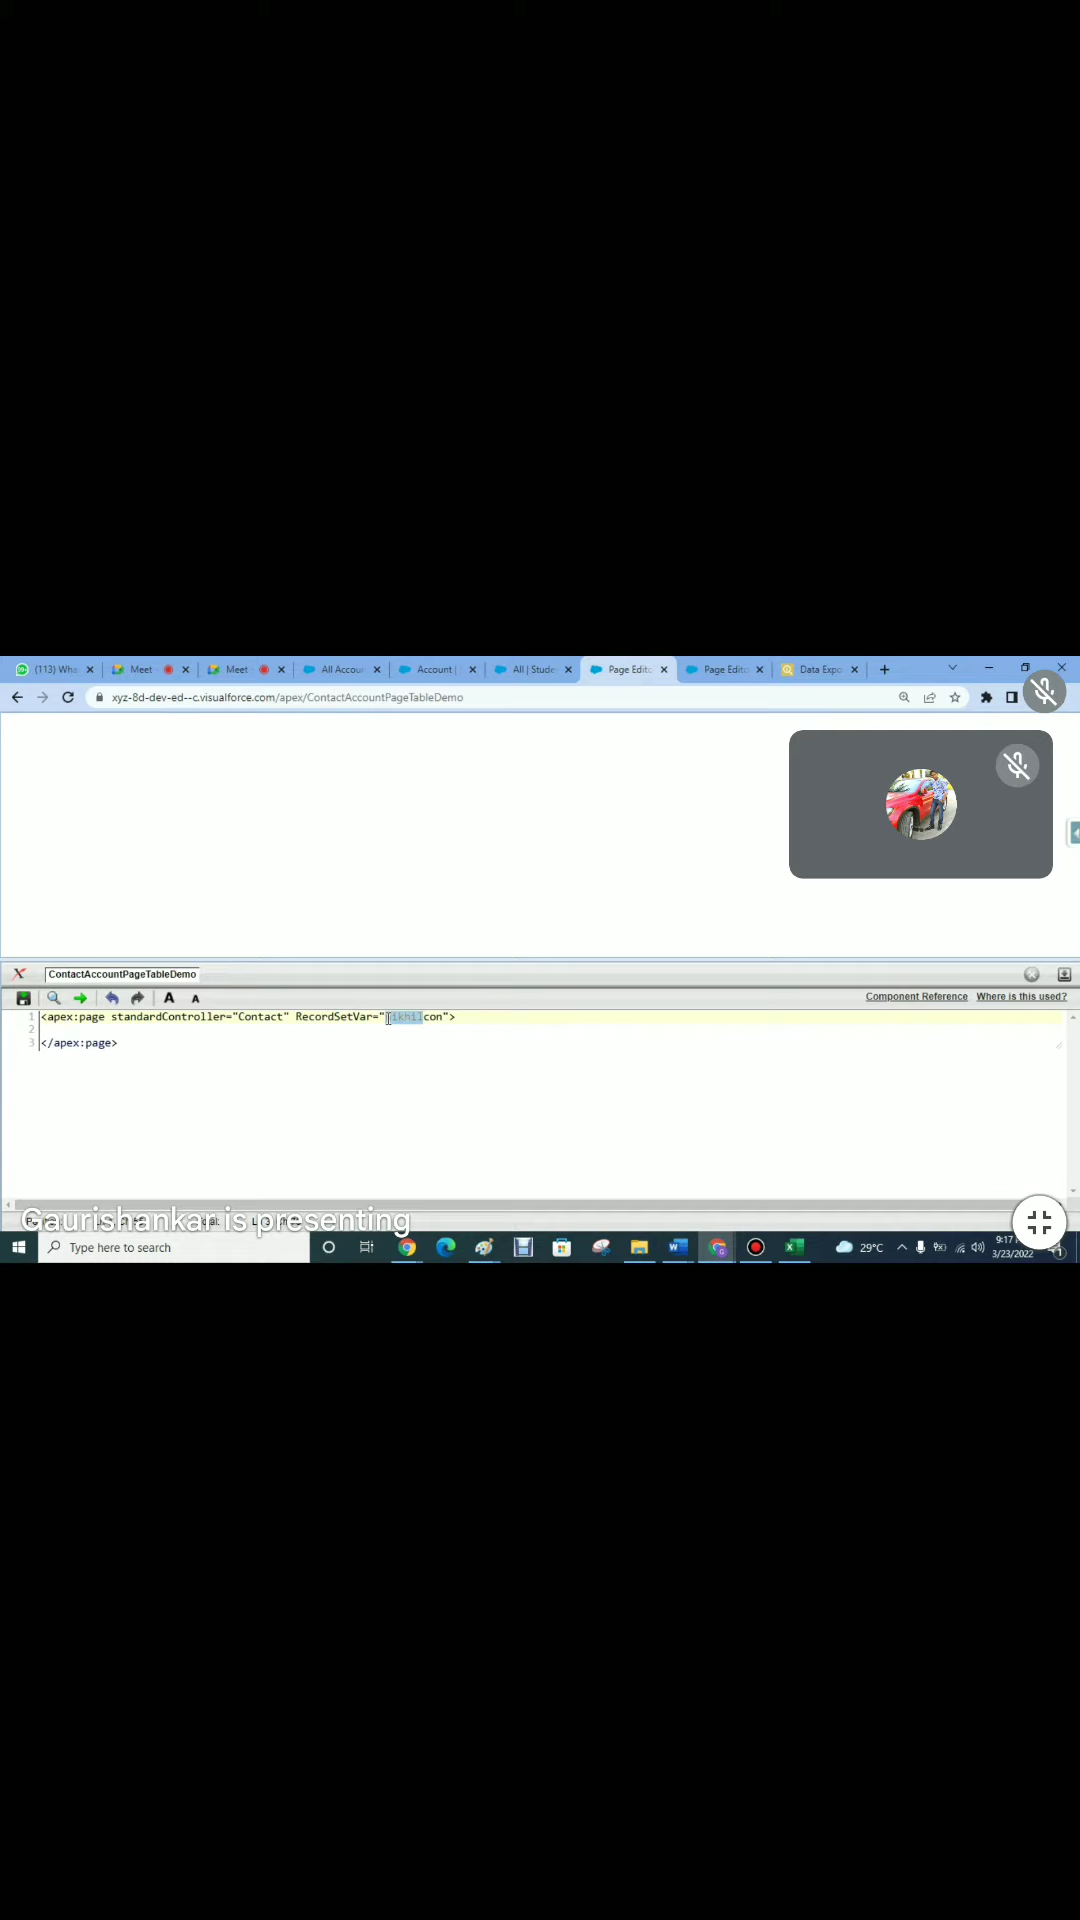 (113) Wha
Meet
Meet
All Accour
Account |
All | Stude
Page Edito
Page Edito
Data Expo
xyz-8d-dev-ed--c.visualforce.com/apex/ContactAccountPageTableDemo
ContactAccountPageTableDemo
A A
Component Reference Where is this used?
1 <apex:page standardController="Contact" RecordSetVar="ikhilcon">
2
3 </apex:page>
Gaurishankar is presenting
Type here to search
29°C
9:17
3/23/2022